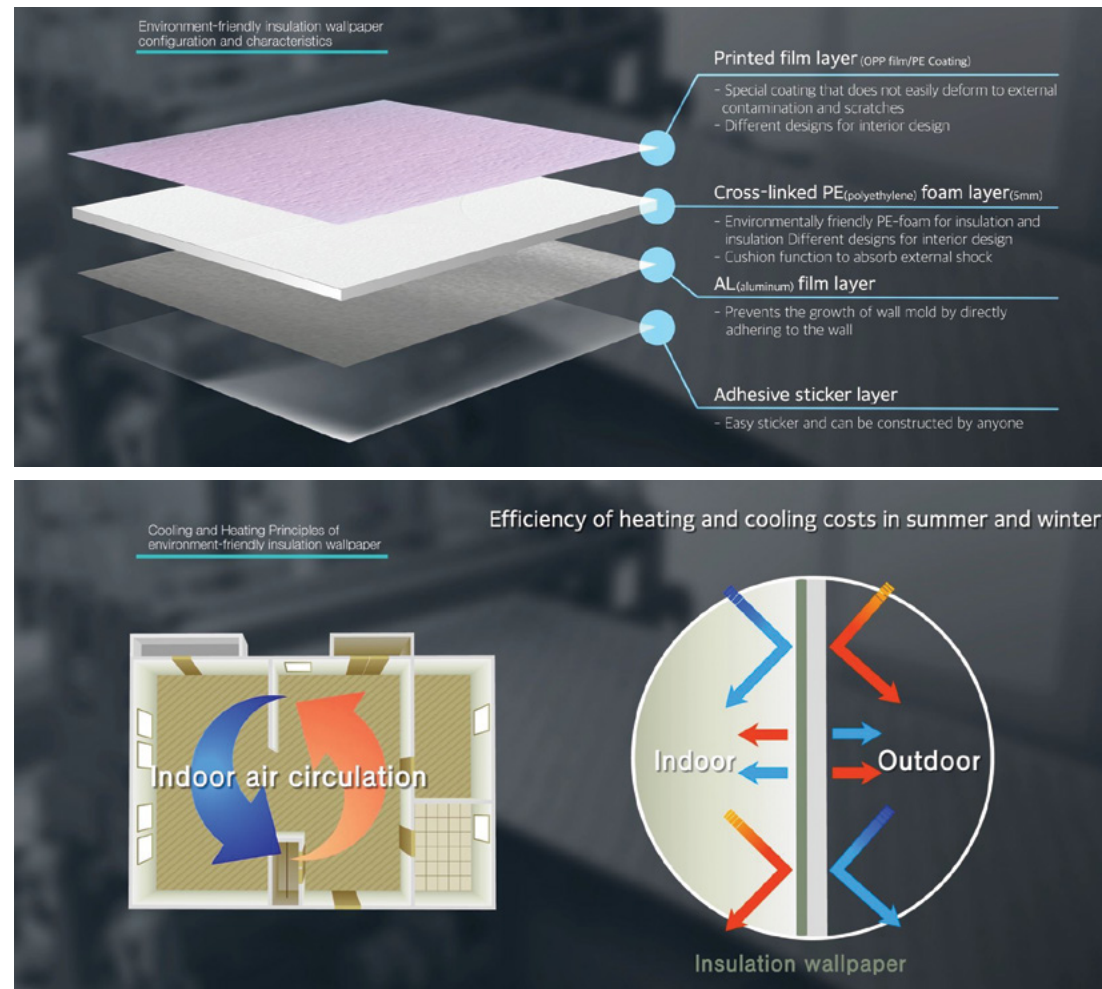 Environment-friendly insulation wallpaper
configuration and characteristics
Printed film layer (OPP film/PE Coating)
- Special coating that does not easily deform to external
contamination and scratches
- Different designs for interior design
Cross-linked PE(polyethylene) foam layer(5mm)
- Environmentally friendly PE-foam for insulation and
insulation Different designs for interior design
- Cushion function to absorb external shock
AL(aluminum) film layer
- Prevents the growth of wall mold by directly
adhering to the wall
Adhesive sticker layer
- Easy sticker and can be constructed by anyone
Cooling and Heating Principles of
environment-friendly insulation wallpaper
Efficiency of heating and cooling costs in summer and winter
Indoor air circulation
Indoor
Outdoor
Insulation wallpaper